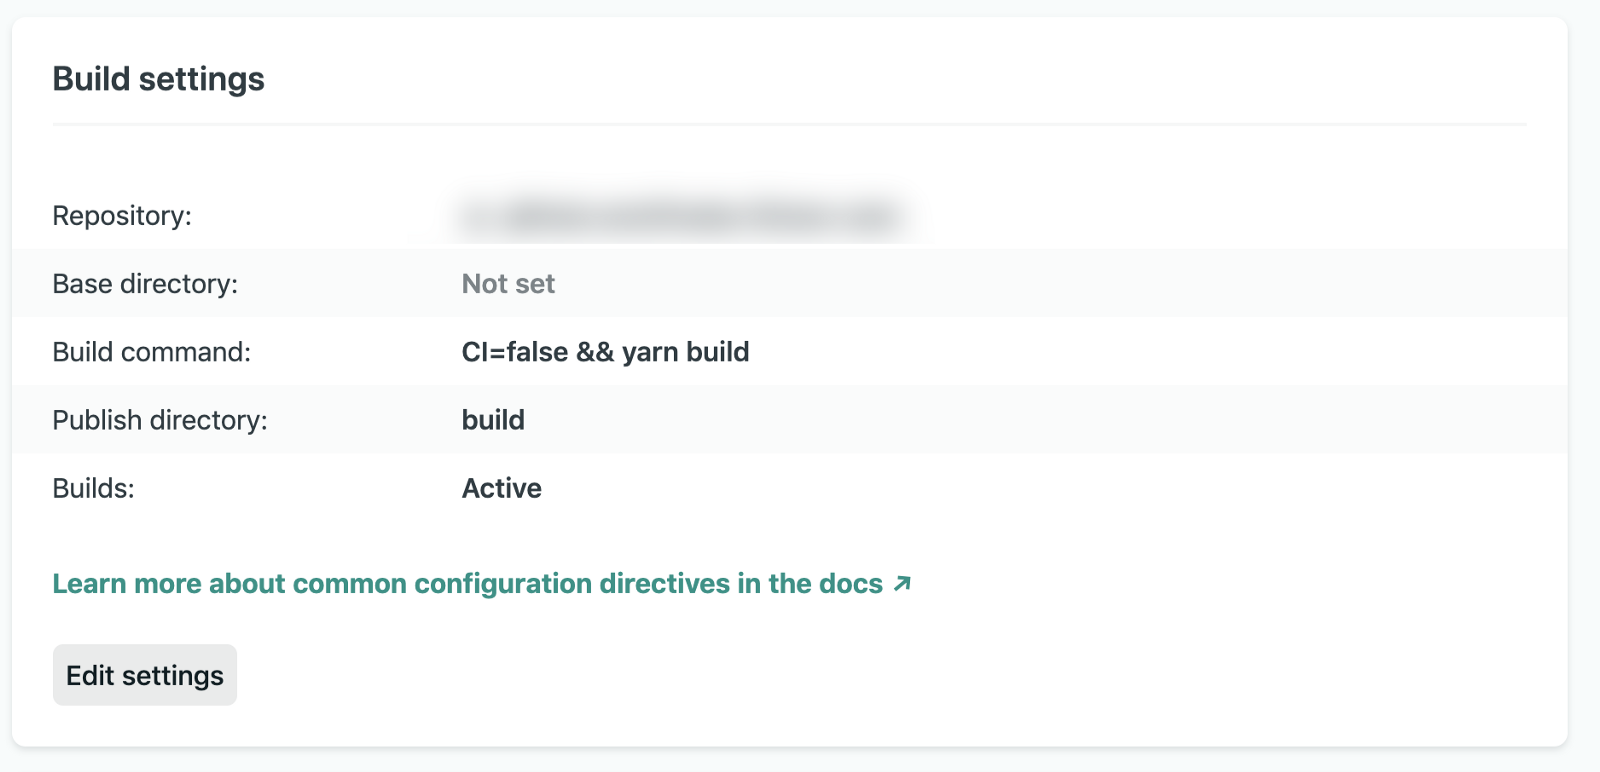 Build settings
Repository:
Base directory: Not set
Build command: CI=false && yarn build
Publish directory: build
Builds: Active
Learn more about common configuration directives in the docs ↗
Edit settings